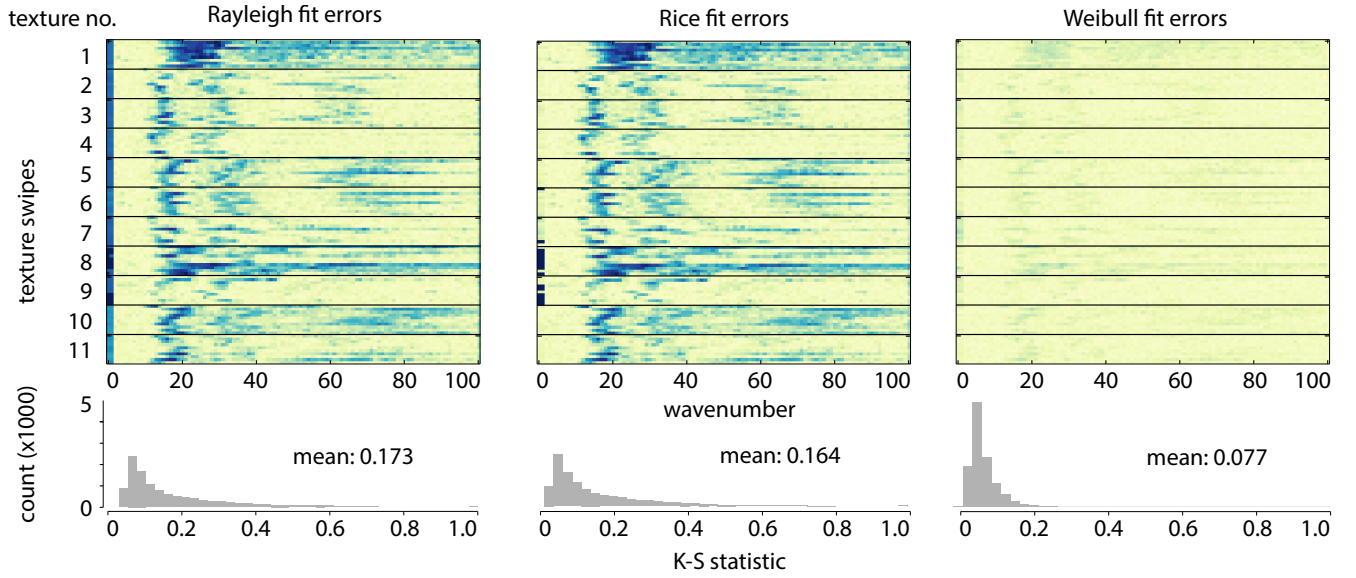 texture no.
Rayleigh fit errors
Rice fit errors
Weibull fit errors
texture swipes
1
2
3
4
5
6
7
8
9
10
11
0 20 40 60 80 100
0 20 40 60 80 100
0 20 40 60 80 100
wavenumber
count (x1000)
5
0
mean: 0.173
mean: 0.164
mean: 0.077
0 0.2 0.4 0.6 0.8 1.0
0 0.2 0.4 0.6 0.8 1.0
0 0.2 0.4 0.6 0.8 1.0
K-S statistic